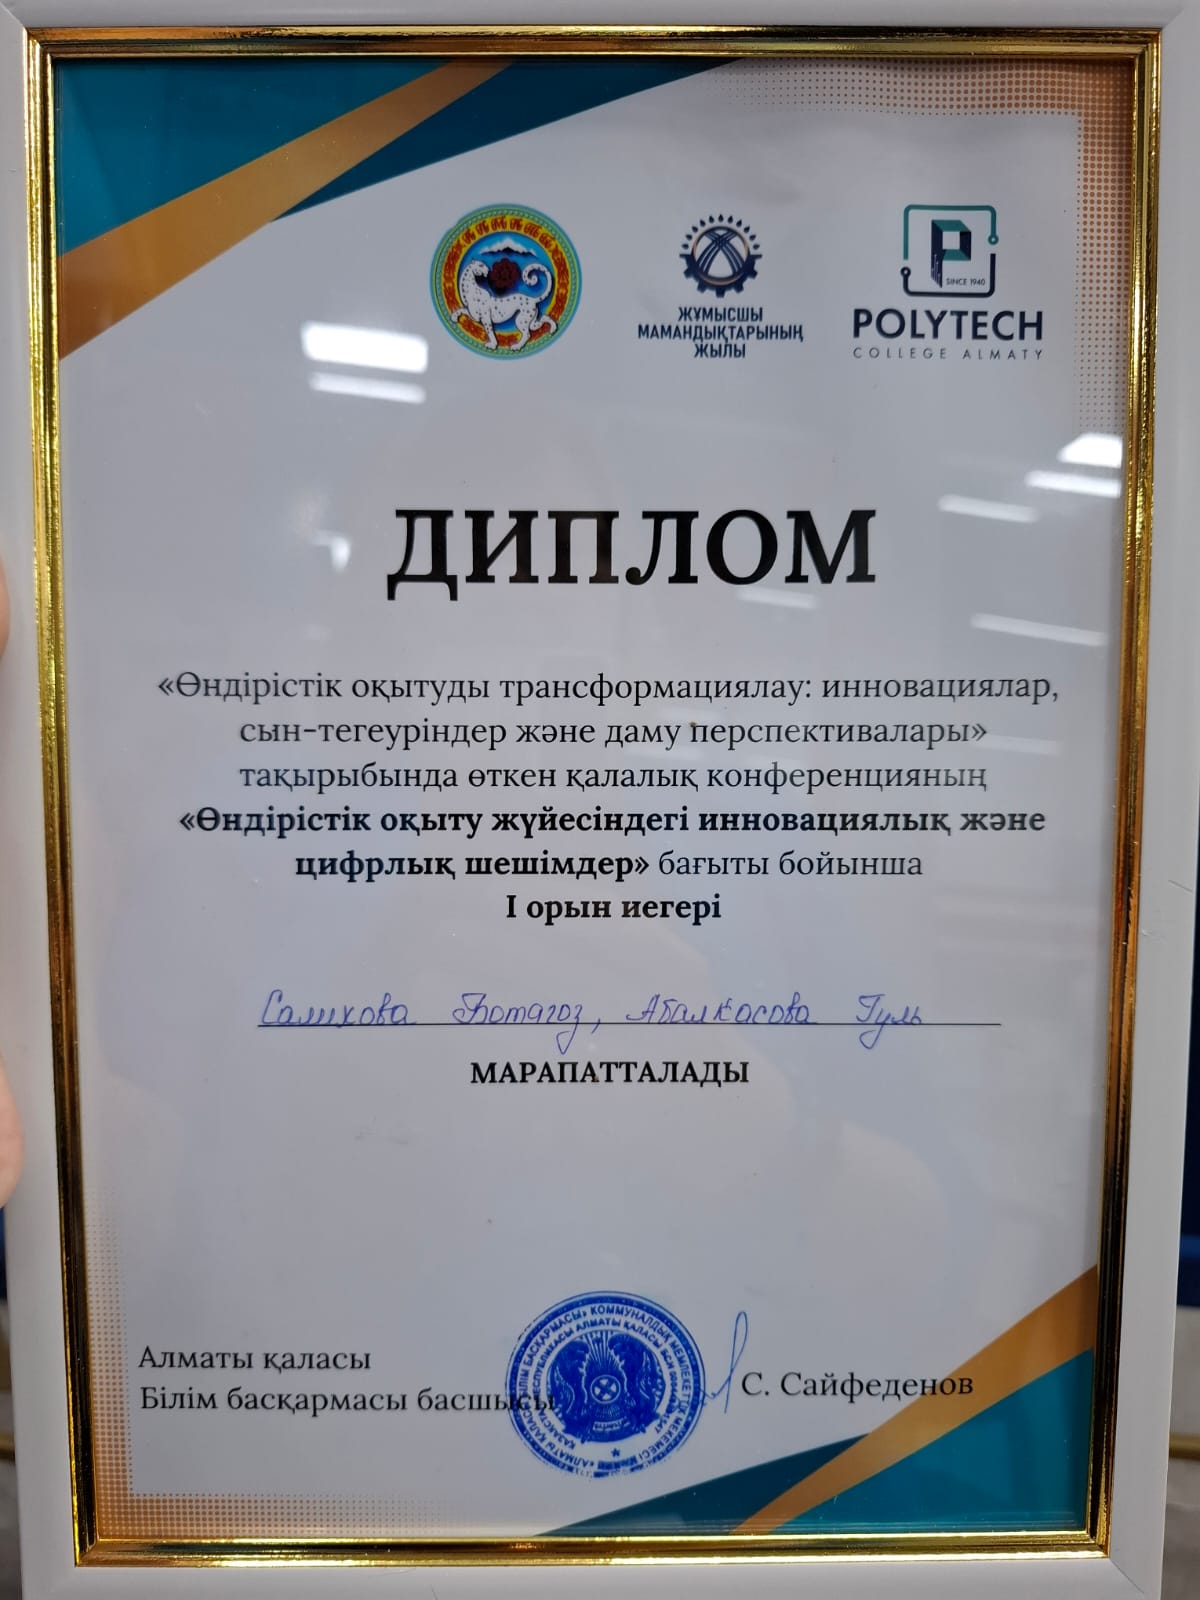 SINCE 1940
ЖҰМЫСШЫ
МАМАНДЫҚТАРЫНЫҢ
ЖЫЛЫ
POLYTECH
COLLEGE ALMATY
ДИПЛОМ
«Өндірістік оқытуды трансформациялау: инновациялар,
сын-тегеуріндер және даму перспективалары»
тақырыбында өткен қалалық конференцияның
«Өндірістік оқыту жүйесіндегі инновациялық және
цифрлық шешімдер» бағыты бойынша
І орын иегері
Салихова Ботагоз, Абалкасова Гуль
МАРАПАТТАЛАДЫ
Алматы қаласы
Білім басқармасы басшысы
С. Сайфеденов